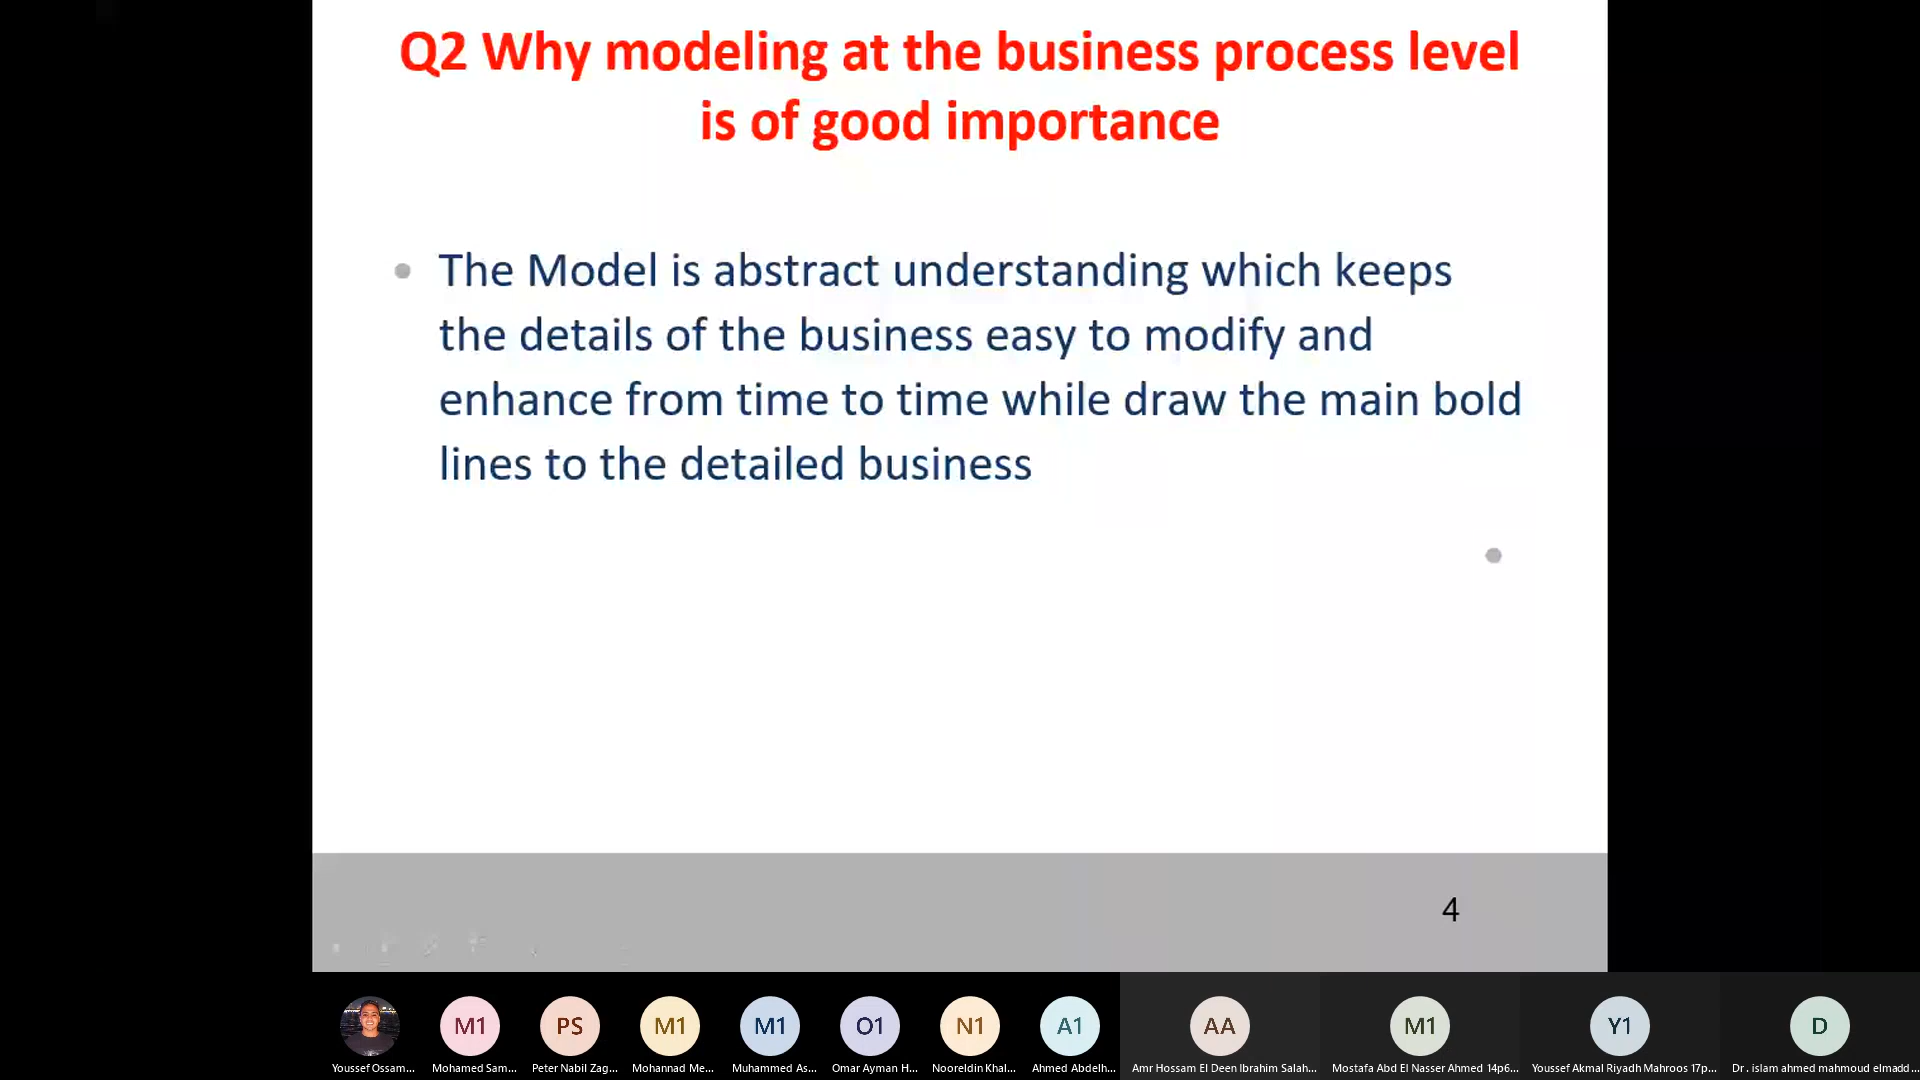 Q2 Why modeling at the business process level
is of good importance
The Model is abstract understanding which keeps
the details of the business easy to modify and
enhance from time to time while draw the main bold
lines to the detailed business
4
M1
PS
M1
M1
O1
N1
A1
AA
M1
Y1
D
Youssef Ossam...
Mohamed Sam...
Peter Nabil Zag...
Mohannad Me...
Muhammed As...
Omar Ayman H...
Nooreldin Khal...
Ahmed Abdelh...
Amr Hossam El Deen Ibrahim Salah...
Mostafa Abd El Nasser Ahmed 14p6...
Youssef Akmal Riyadh Mahroos 17p...
Dr. islam ahmed mahmoud elmadd...